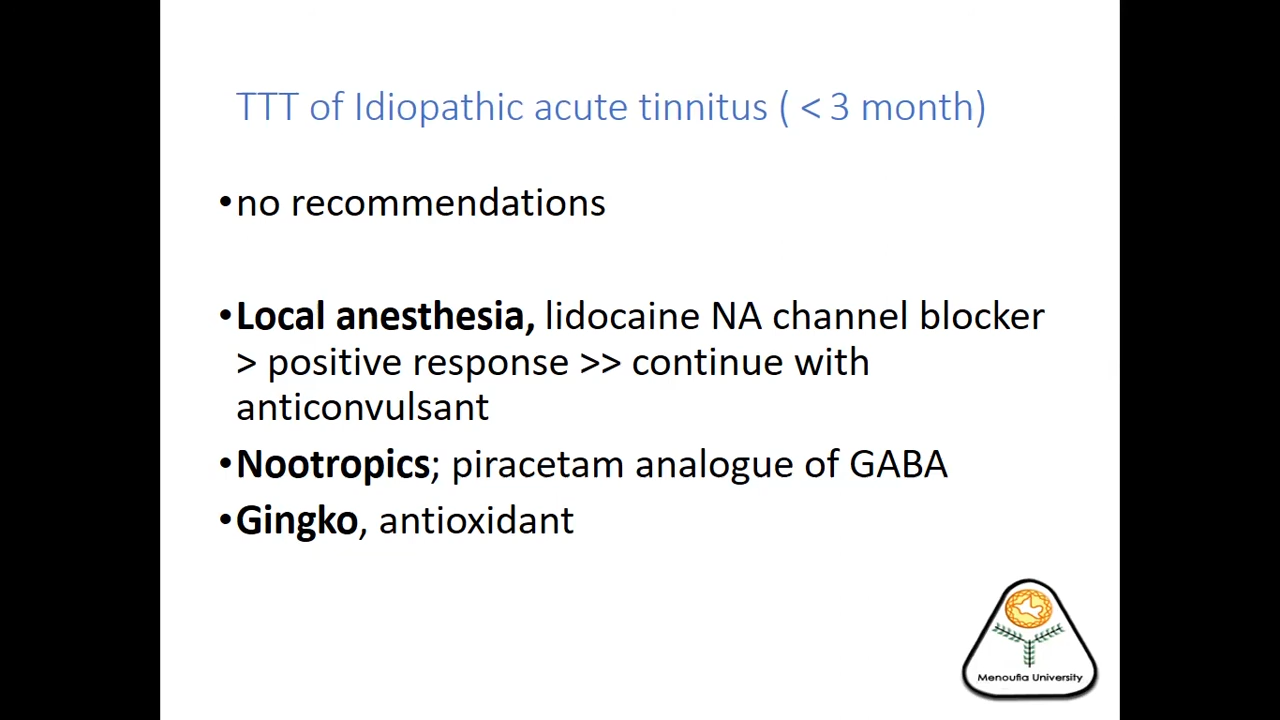 TTT of Idiopathic acute tinnitus ( < 3 month)
•no recommendations
•Local anesthesia, lidocaine NA channel blocker
> positive response >> continue with
anticonvulsant
•Nootropics; piracetam analogue of GABA
•Gingko, antioxidant
Menoufia University